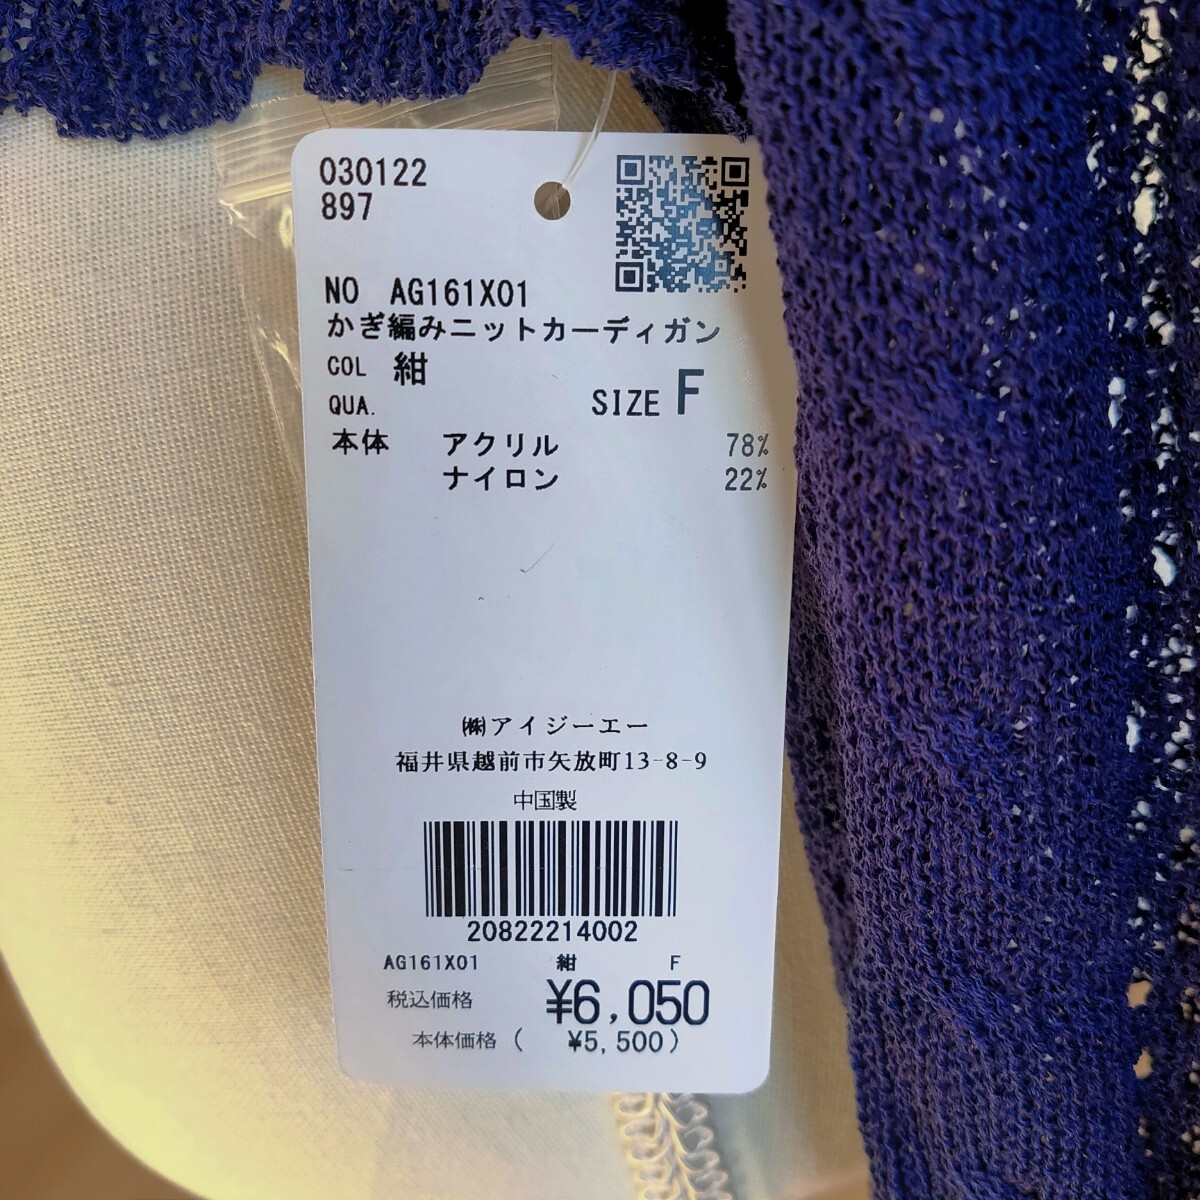 030122
897
NO AG161X01
かぎ編みニットカーディガン
COL 紺
QUA. SIZE F
本体 アクリル 78%
ナイロン 22%
㈱アイジーエー
福井県越前市矢放町13-8-9
中国製
20822214002
AG161X01 紺 F
税込価格 ¥6,050
本体価格( ¥5,500)